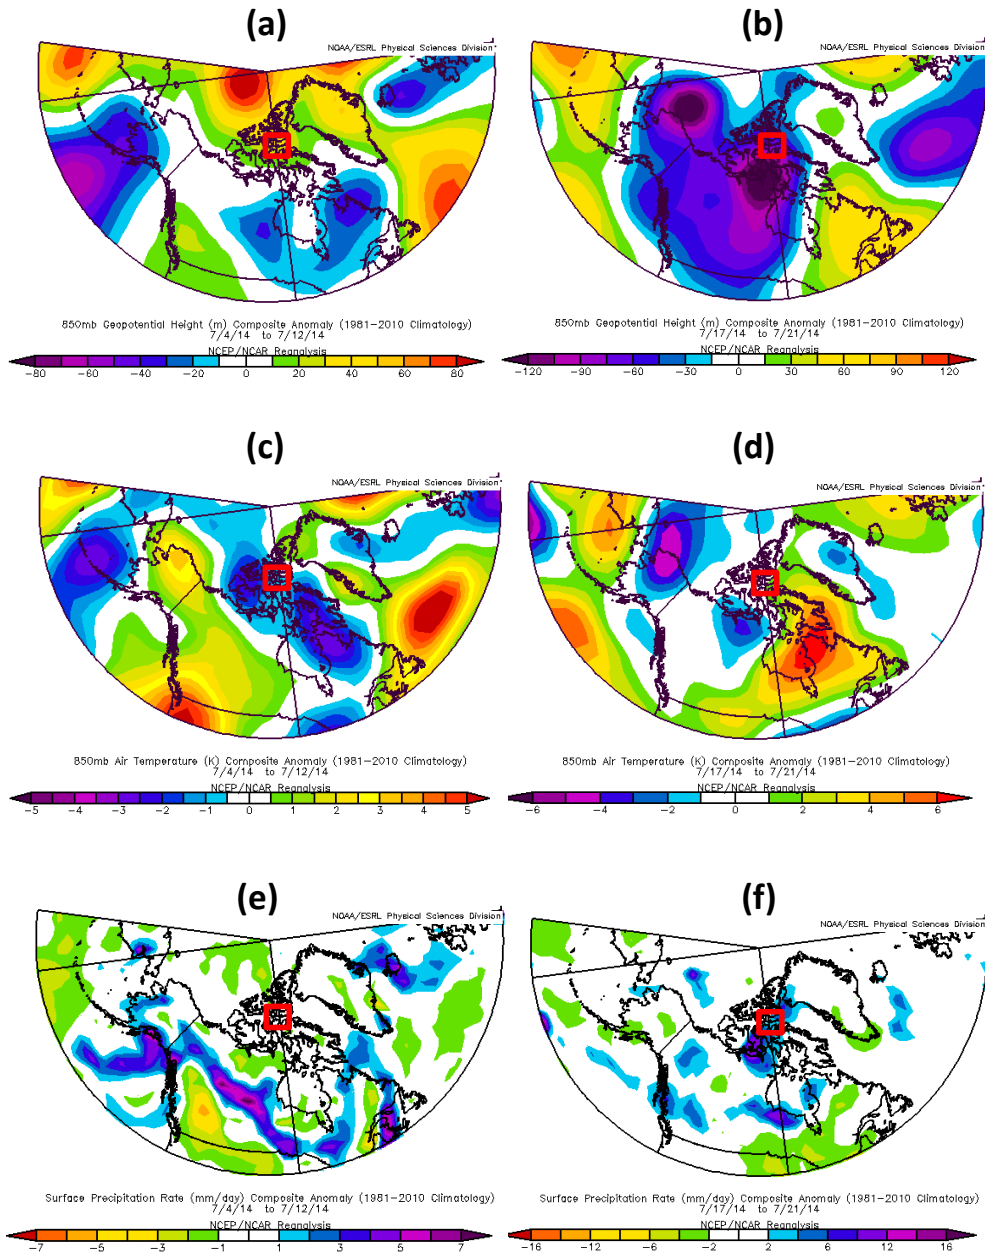 (a)
(b)
NOAA/ESRL Physical Sciences Division
NOAA/ESRL Physical Sciences Division
850mb Geopotential Height (m) Composite Anomaly (1981-2010 Climatology)
7/4/14 to 7/12/14
NCEP/NCAR Reanalysis
-80 -60 -40 -20 0 20 40 60 80
850mb Geopotential Height (m) Composite Anomaly (1981-2010 Climatology)
7/17/14 to 7/21/14
NCEP/NCAR Reanalysis
-120 -90 -60 -30 0 30 60 90 120
(c)
(d)
NOAA/ESRL Physical Sciences Division
NOAA/ESRL Physical Sciences Division
850mb Air Temperature (K) Composite Anomaly (1981-2010 Climatology)
7/4/14 to 7/12/14
NCEP/NCAR Reanalysis
-5 -4 -3 -2 -1 0 1 2 3 4 5
850mb Air Temperature (K) Composite Anomaly (1981-2010 Climatology)
7/17/14 to 7/21/14
NCEP/NCAR Reanalysis
-6 -4 -2 0 2 4 6
(e)
(f)
NOAA/ESRL Physical Sciences Division
NOAA/ESRL Physical Sciences Division
Surface Precipitation Rate (mm/day) Composite Anomaly (1981-2010 Climatology)
7/4/14 to 7/12/14
NCEP/NCAR Reanalysis
-7 -5 -3 -1 1 3 5 7
Surface Precipitation Rate (mm/day) Composite Anomaly (1981-2010 Climatology)
7/17/14 to 7/21/14
NCEP/NCAR Reanalysis
-16 -12 -6 -2 2 6 12 16